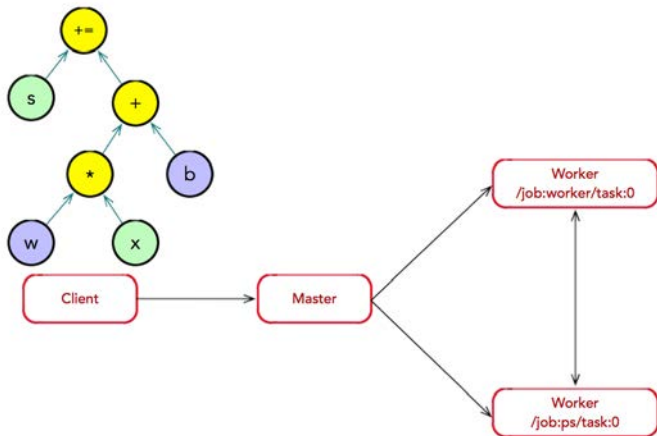 +=
s
+
*
b
w
x
Worker
/job:worker/task:0
Client
Master
Worker
/job:ps/task:0